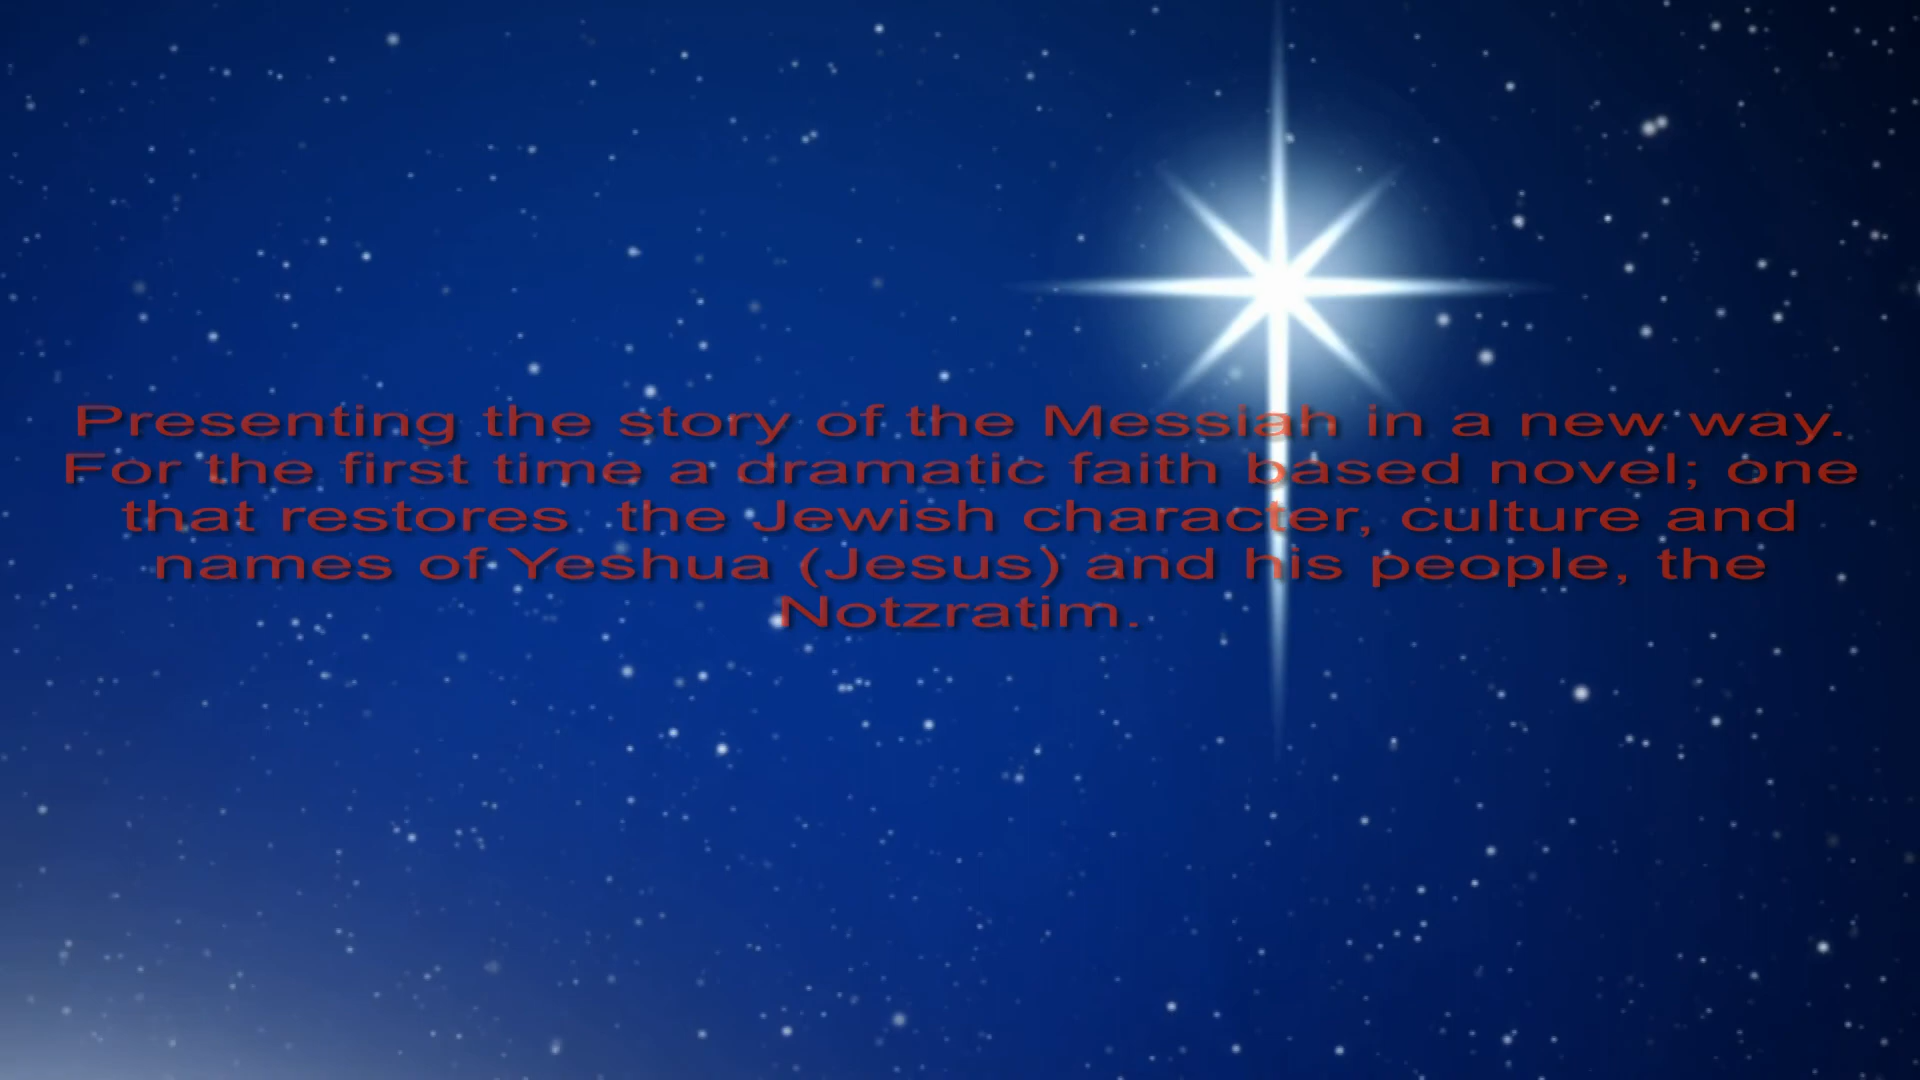 Presenting the story of the Messiah in a new way.
For the first time a dramatic faith based novel; one
that restores  the Jewish character, culture and
names of Yeshua (Jesus) and his people, the
Notzratim.